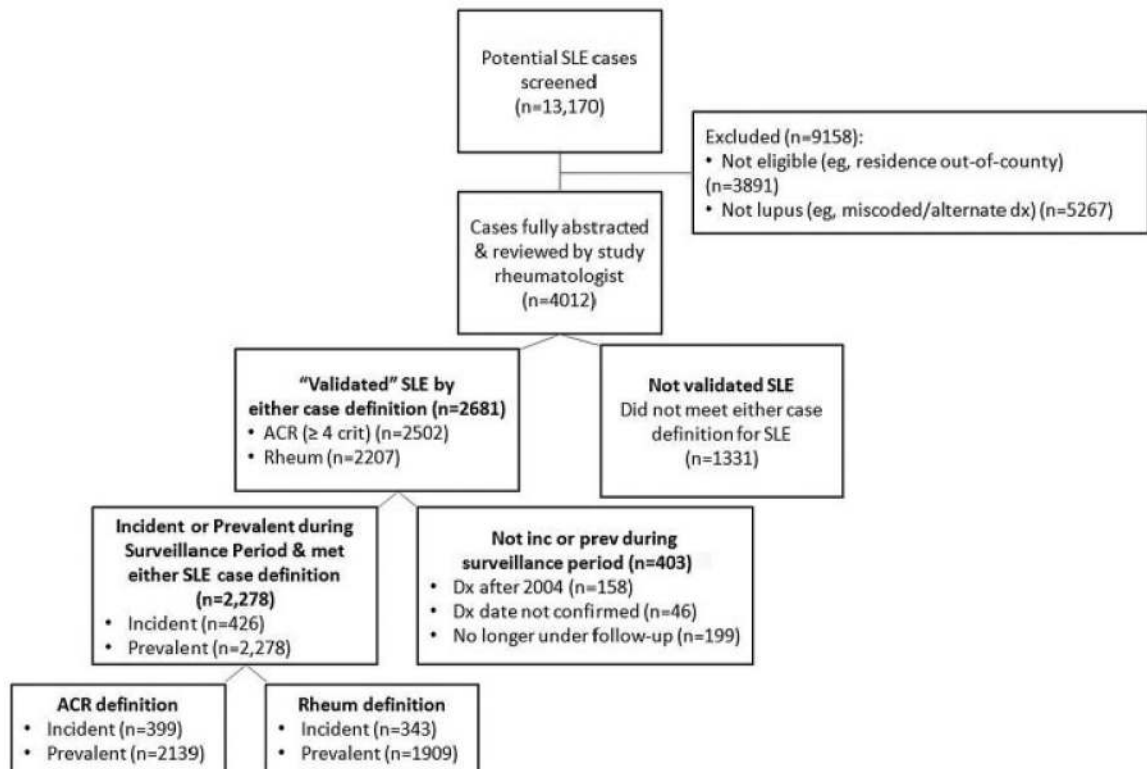 Potential SLE cases
screened
(n=13,170)
Excluded (n=9158):
• Not eligible (eg, residence out-of-county)
(n=3891)
• Not lupus (eg, miscoded/alternate dx) (n=5267)
Cases fully abstracted
& reviewed by study
rheumatologist
(n=4012)
“Validated” SLE by
either case definition (n=2681)
• ACR (≥ 4 crit) (n=2502)
• Rheum (n=2207)
Not validated SLE
Did not meet either case
definition for SLE
(n=1331)
Incident or Prevalent during
Surveillance Period & met
either SLE case definition
(n=2,278)
• Incident (n=426)
• Prevalent (n=2,278)
Not inc or prev during
surveillance period (n=403)
• Dx after 2004 (n=158)
• Dx date not confirmed (n=46)
• No longer under follow-up (n=199)
ACR definition
• Incident (n=399)
• Prevalent (n=2139)
Rheum definition
• Incident (n=343)
• Prevalent (n=1909)